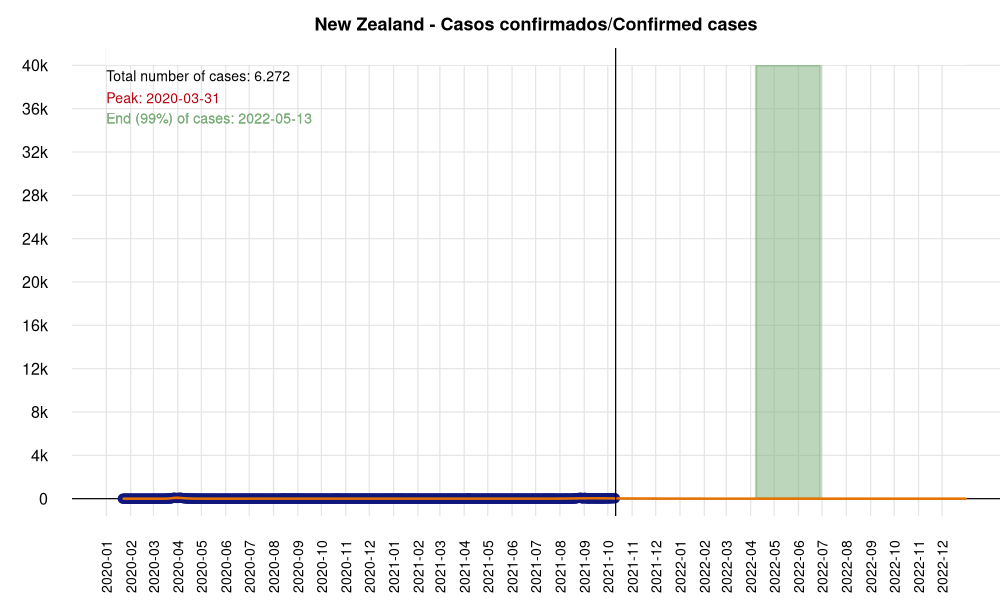 New Zealand - Casos confirmados/Confirmed cases
Total number of cases: 6.272
Peak: 2020-03-31
End (99%) of cases: 2022-05-13
40k
36k
32k
28k
24k
20k
16k
12k
8k
4k
0
2020-01
2020-02
2020-03
2020-04
2020-05
2020-06
2020-07
2020-08
2020-09
2020-10
2020-11
2020-12
2021-01
2021-02
2021-03
2021-04
2021-05
2021-06
2021-07
2021-08
2021-09
2021-10
2021-11
2021-12
2022-01
2022-02
2022-03
2022-04
2022-05
2022-06
2022-07
2022-08
2022-09
2022-10
2022-11
2022-12